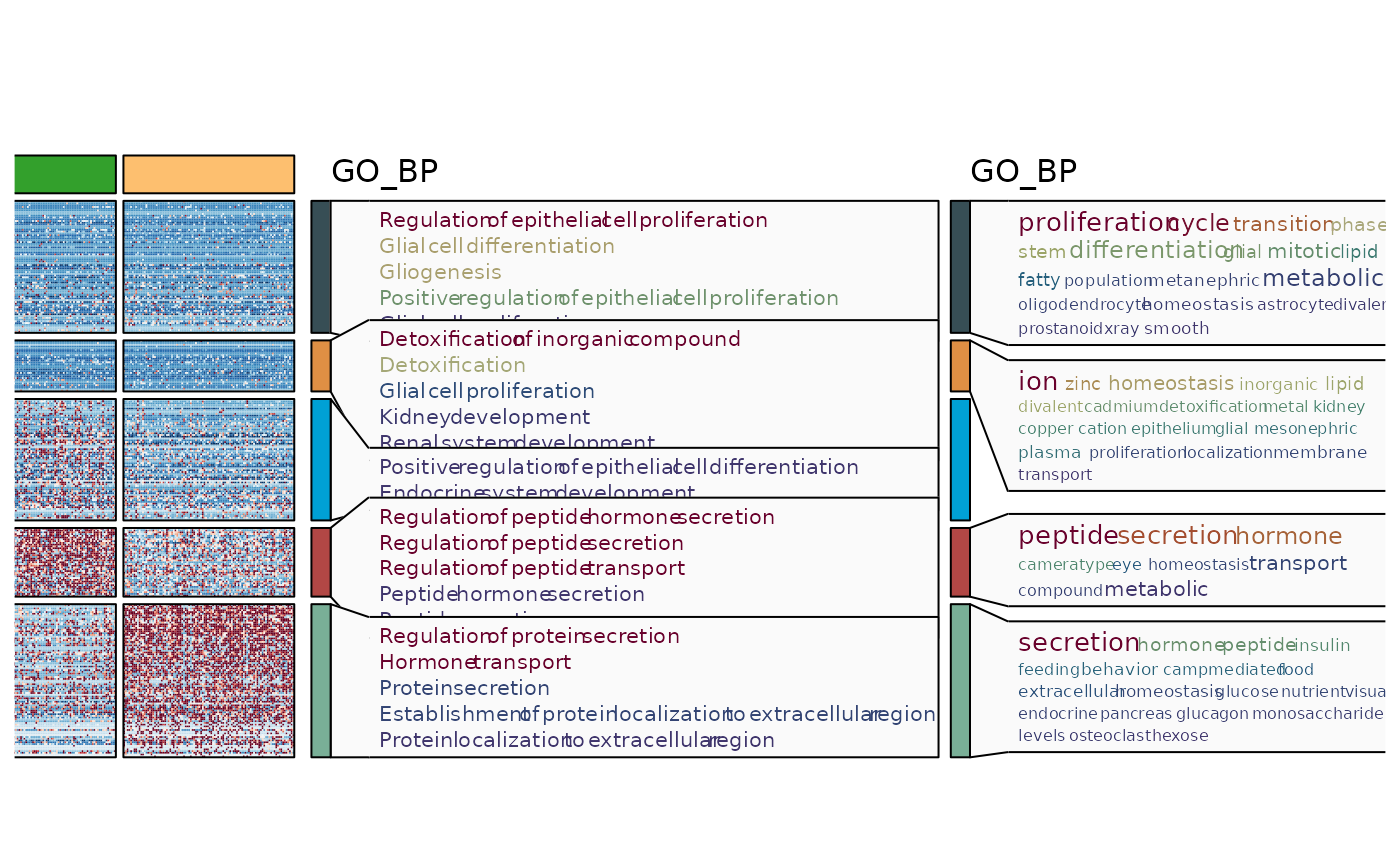 GO_BP
Regulation of epithelial cell proliferation
Glial cell differentiation
Gliogenesis
Positive regulation of epithelial cell proliferation
Detoxification of inorganic compound
Detoxification
Glial cell proliferation
Kidney development
Renal system development
Positive regulation of epithelial cell differentiation
Endocrine system development
Regulation of peptide hormone secretion
Regulation of peptide secretion
Regulation of peptide transport
Peptide hormone secretion
Regulation of protein secretion
Hormone transport
Protein secretion
Establishment of protein localization to extracellular region
Protein localization to extracellular region
GO_BP
proliferation cycle transition phase
stem differentiation glial mitotic lipid
fatty population metanephric metabolic
oligodendrocyte homeostasis astrocyte divaler
prostanoid xray smooth
ion zinc homeostasis inorganic lipid
divalent cadmium detoxification metal kidney
copper cation epithelium glial mesonephric
plasma proliferation localization membrane
transport
peptide secretion hormone
cameratype eye homeostasis transport
compound metabolic
secretion hormone peptide insulin
feeding behavior camp mediated food
extracellular homeostasis glucose nutrient visua
endocrine pancreas glucagon monosaccharide
levels osteoclast hexose